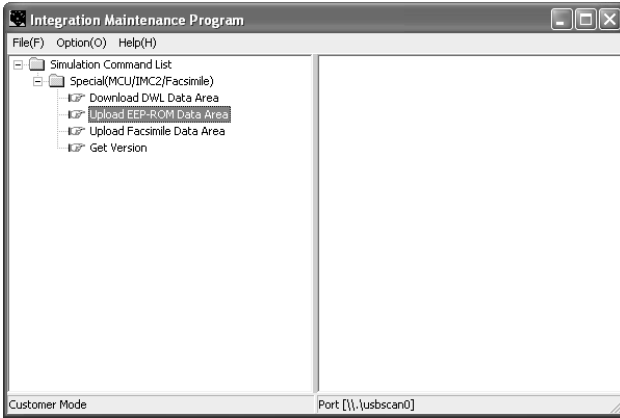 Integration Maintenance Program
File(F) Option(O) Help(H)
Simulation Command List
Special(MCU/IMC2/Facsimile)
Download DWL Data Area
Upload EEP-ROM Data Area
Upload Facsimile Data Area
Get Version
Customer Mode Port [\\.\usbscan0]